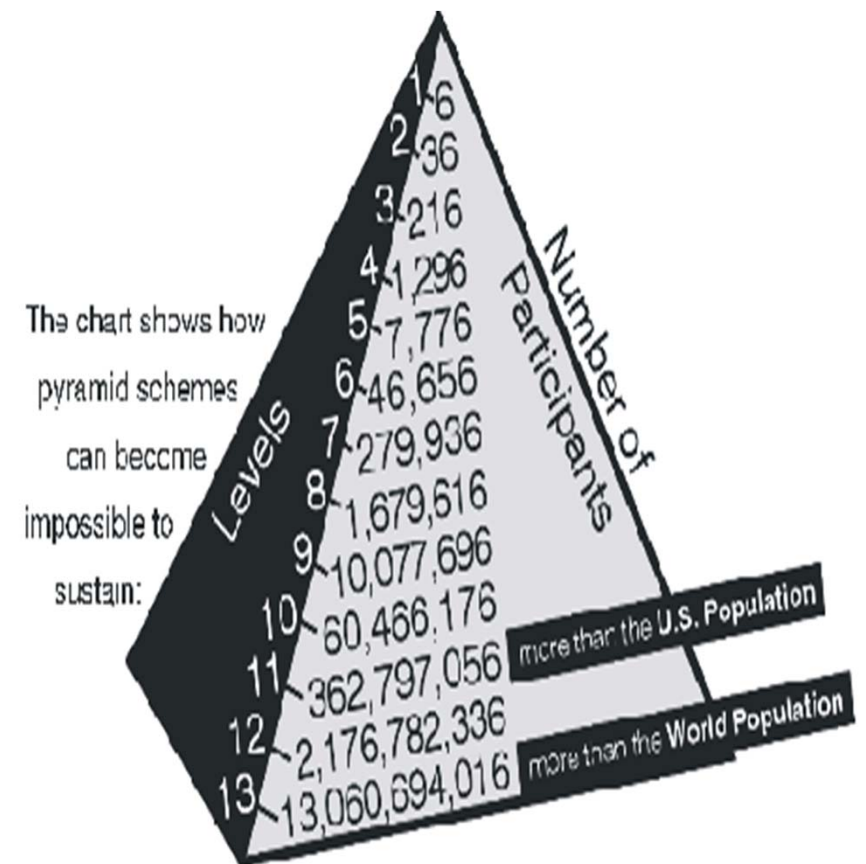 1 6
2 36
3 216
4 1,296
5 7,776
6 46,656
7 279,936
8 1,679,616
9 10,077,696
10 60,466,176
11 362,797,056
12 2,176,782,336
13 13,060,694,016
Levels
Number of
Participants
The chart shows how
pyramid schemes
can become
impossible to
sustain:
more than the U.S. Population
more than the World Population